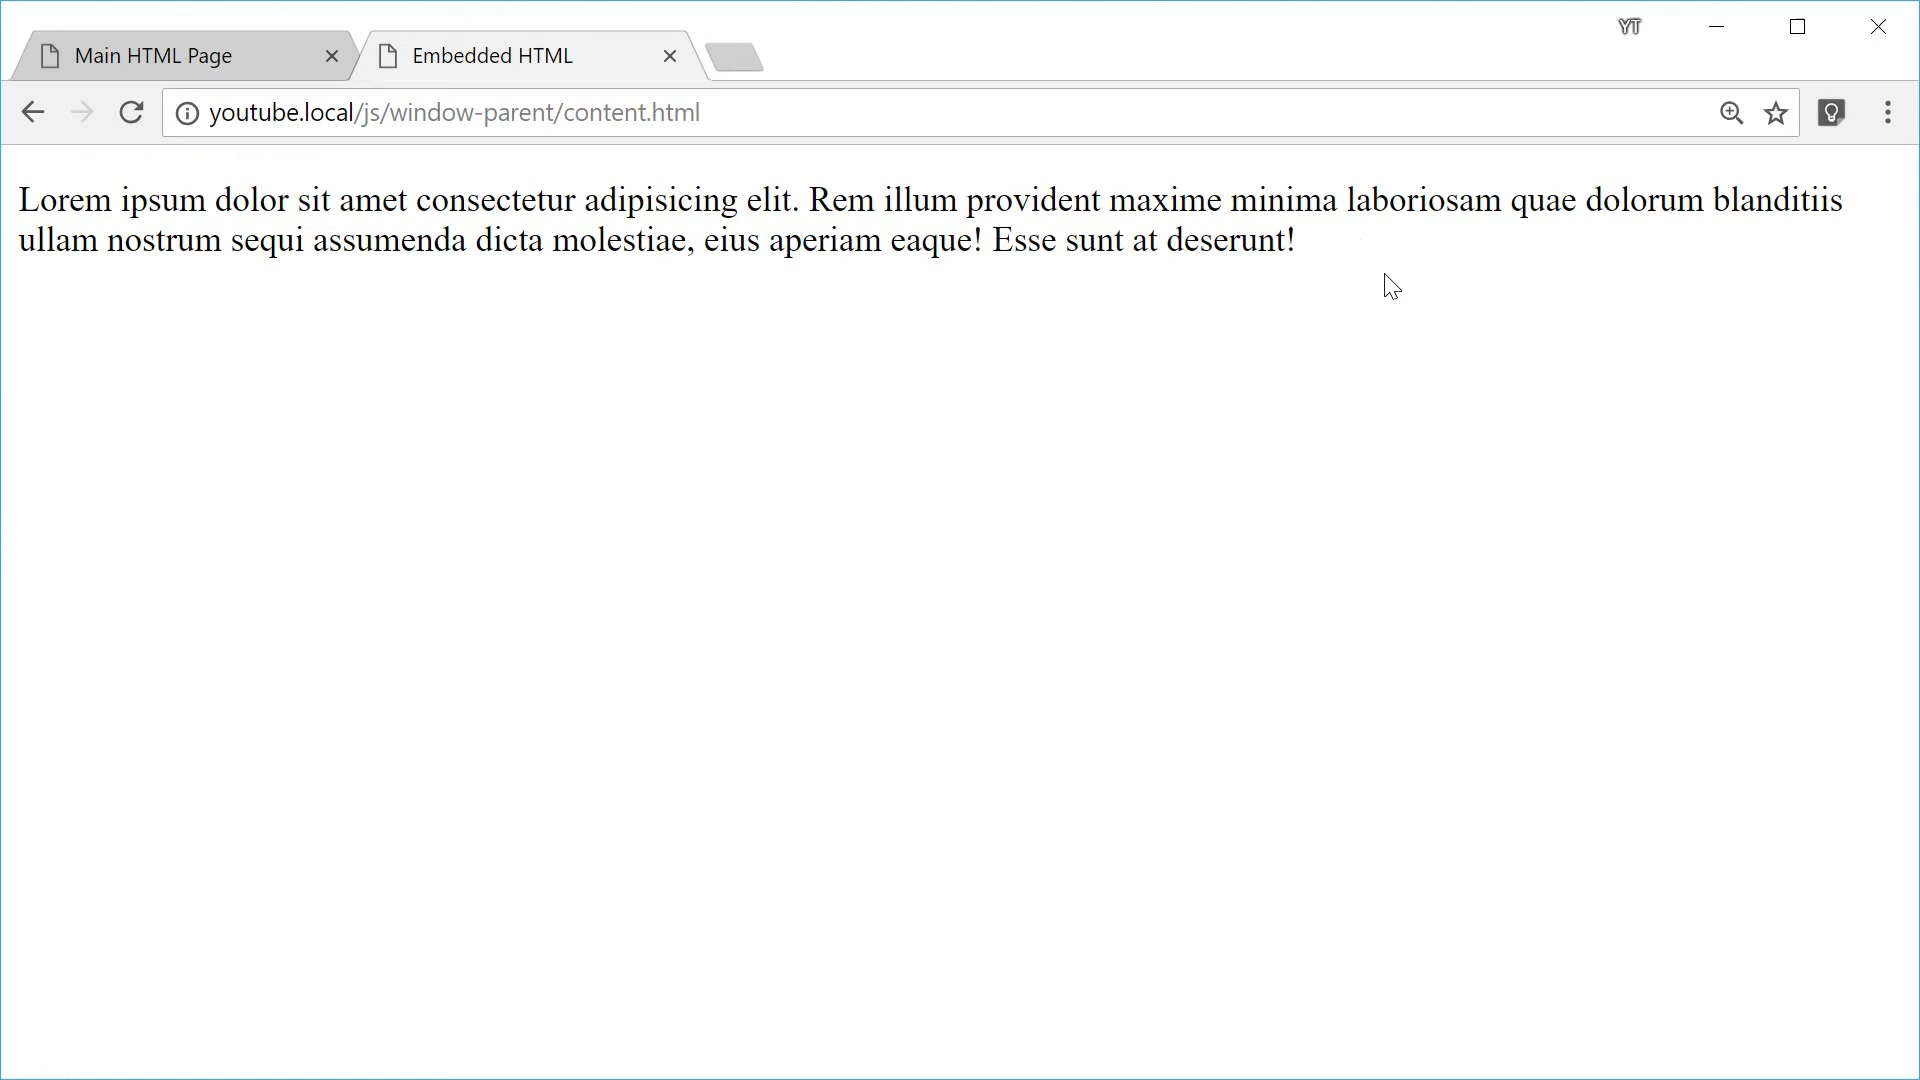 YT
Main HTML Page
Embedded HTML
youtube.local/js/window-parent/content.html
Lorem ipsum dolor sit amet consectetur adipisicing elit. Rem illum provident maxime minima laboriosam quae dolorum blanditiis
ullam nostrum sequi assumenda dicta molestiae, eius aperiam eaque! Esse sunt at deserunt!